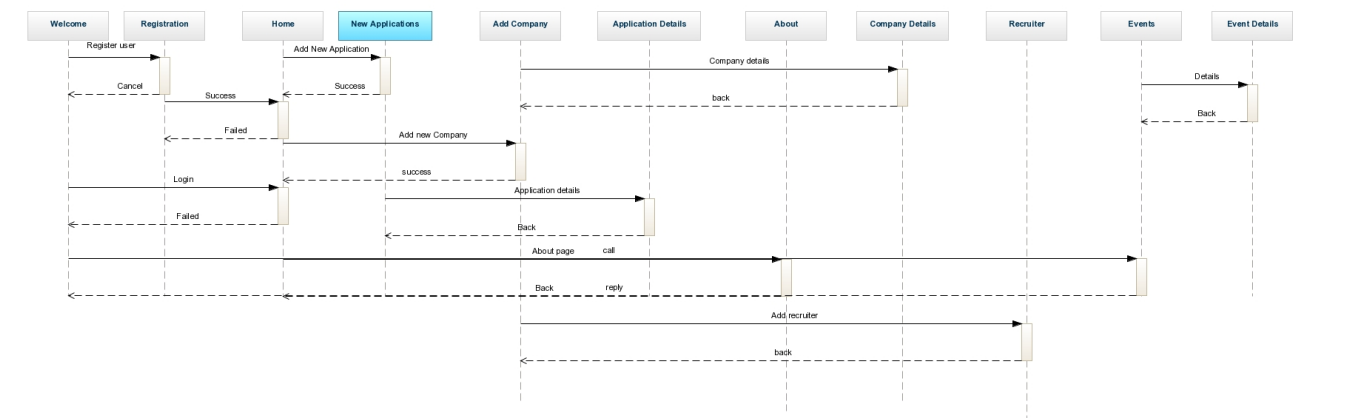 Welcome Registration Home New Applications Add Company Application Details About Company Details Recruiter Events Event Details
Register user
Add New Application
Company details
Details
Cancel
Success
Success
back
Back
Failed
Add new Company
success
Login
Application details
Failed
Back
About page call
Back reply
Add recruiter
back